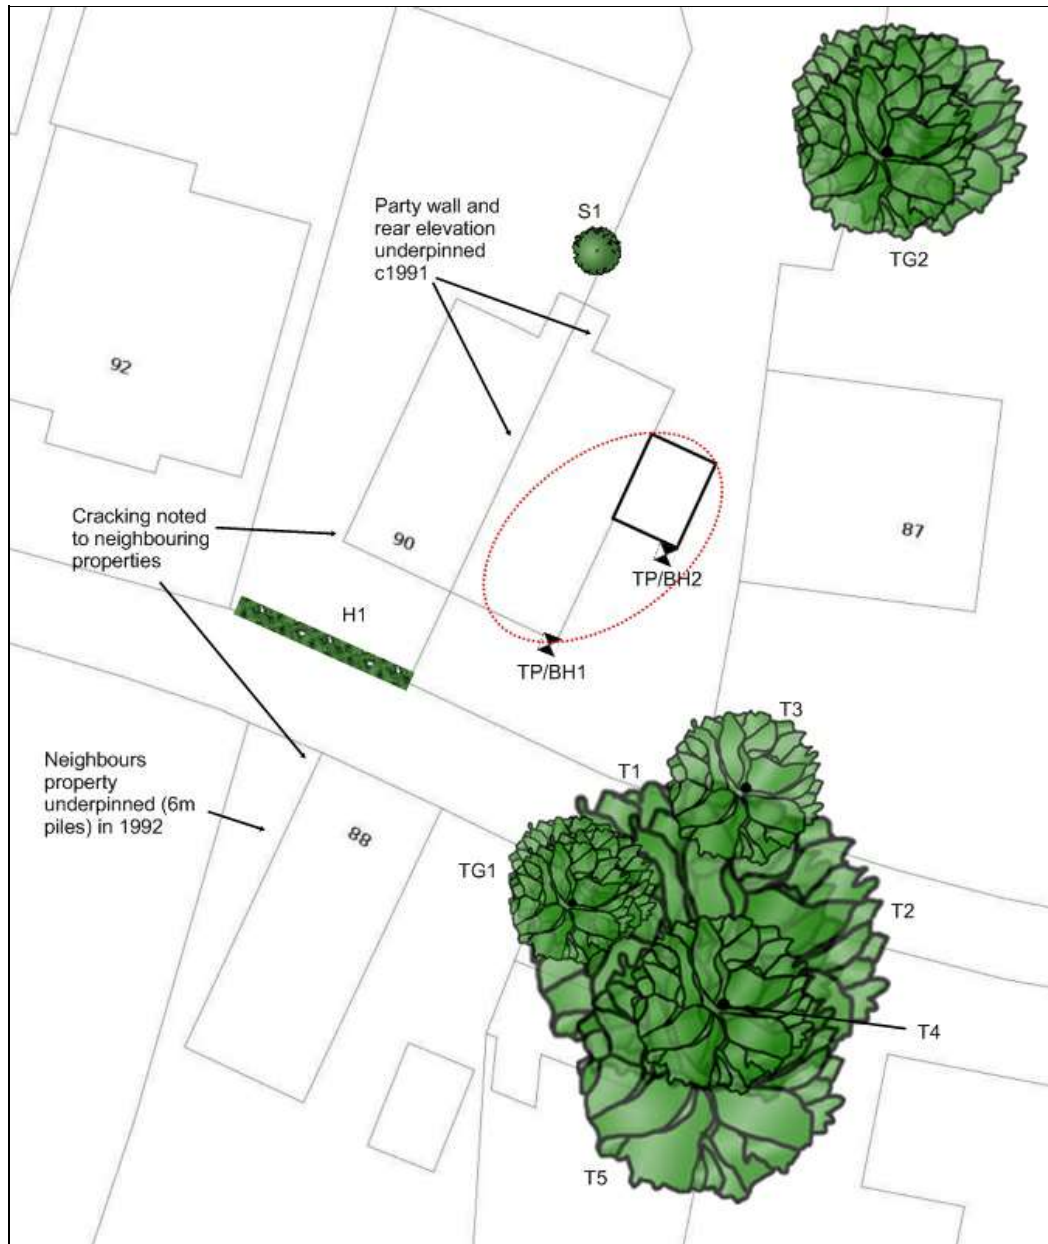 S1
Party wall and
rear elevation
underpinned
c1991
TG2
92
87
Cracking noted
to neighbouring
properties
90
TP/BH2
H1
TP/BH1
T3
T1
Neighbours
property
underpinned (6m
piles) in 1992
88
TG1
T2
T4
T5